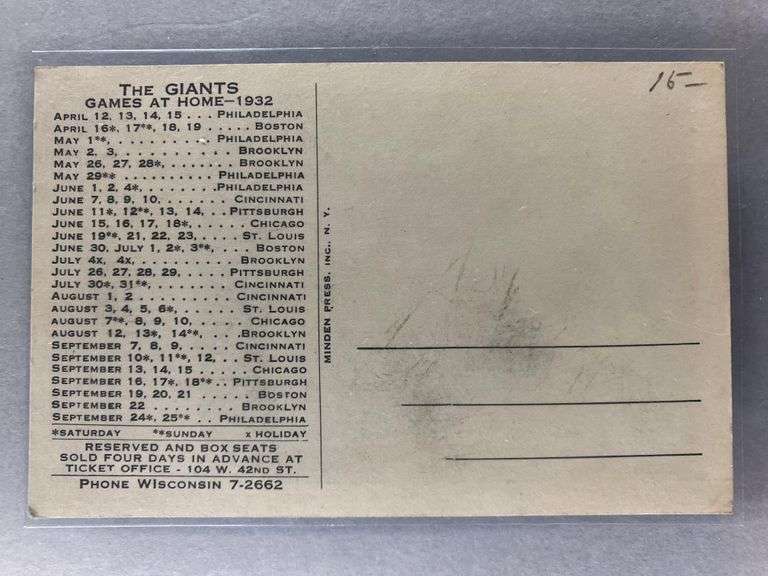 The GIANTS
GAMES AT HOME—1932
APRIL 12, 13, 14, 15 . . . PHILADELPHIA
APRIL 16*, 17**, 18, 19 . . . . . BOSTON
MAY 1**, . . . . . . . . . . PHILADELPHIA
MAY 2, 3, . . . . . . . . . . BROOKLYN
MAY 26, 27, 28*, . . . . . . . BROOKLYN
MAY 29** . . . . . . . . . . PHILADELPHIA
JUNE 1, 2, 4*, . . . . . . . .PHILADELPHIA
JUNE 7, 8, 9, 10, . . . . . . . CINCINNATI
JUNE 11*, 12**, 13, 14, . . PITTSBURGH
JUNE 15, 16, 17, 18*, . . . . . CHICAGO
JUNE 19**, 21, 22, 23, . . . . ST. LOUIS
JUNE 30, JULY 1, 2*, 3**, . . . BOSTON
JULY 4x, 4x, . . . . . . . . . BROOKLYN
JULY 26, 27, 28, 29, . . . . PITTSBURGH
JULY 30*, 31**, . . . . . . . CINCINNATI
AUGUST 1, 2 . . . . . . . . . CINCINNATI
AUGUST 3, 4, 5, 6*, . . . . . . ST. LOUIS
AUGUST 7**, 8, 9, 10, . . . . . CHICAGO
AUGUST 12, 13*, 14**, . . .BROOKLYN
SEPTEMBER 7, 8, 9, . . . . CINCINNATI
SEPTEMBER 10*, 11**, 12, . . . ST. LOUIS
SEPTEMBER 13, 14, 15 . . . . . CHICAGO
SEPTEMBER 16, 17*, 18** . . PITTSBURGH
SEPTEMBER 19, 20, 21 . . . . . BOSTON
SEPTEMBER 22 . . . . . . . . BROOKLYN
SEPTEMBER 24*, 25** . . PHILADELPHIA
*SATURDAY **SUNDAY x HOLIDAY
RESERVED AND BOX SEATS
SOLD FOUR DAYS IN ADVANCE AT
TICKET OFFICE - 104 W. 42ND ST.
PHONE WISCONSIN 7-2662
MINDEN PRESS, INC., N. Y.
15—